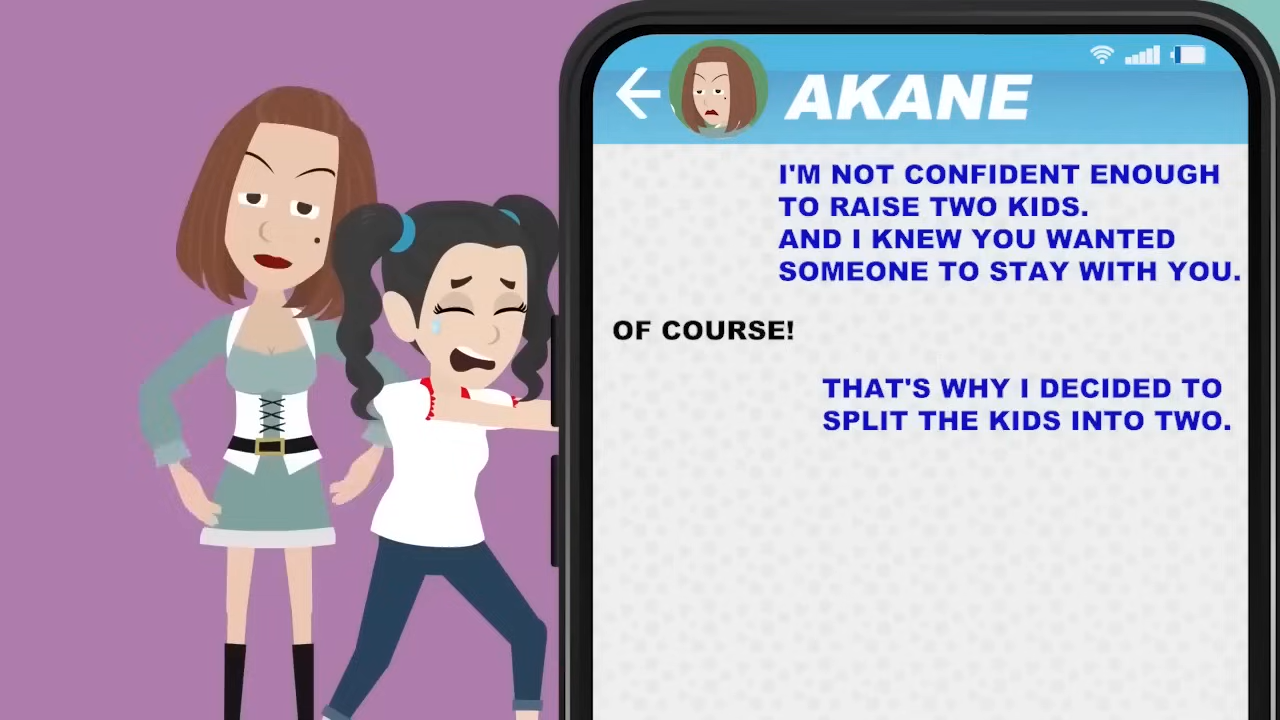 AKANE
I'M NOT CONFIDENT ENOUGH
TO RAISE TWO KIDS.
AND I KNEW YOU WANTED
SOMEONE TO STAY WITH YOU.
OF COURSE!
THAT'S WHY I DECIDED TO
SPLIT THE KIDS INTO TWO.